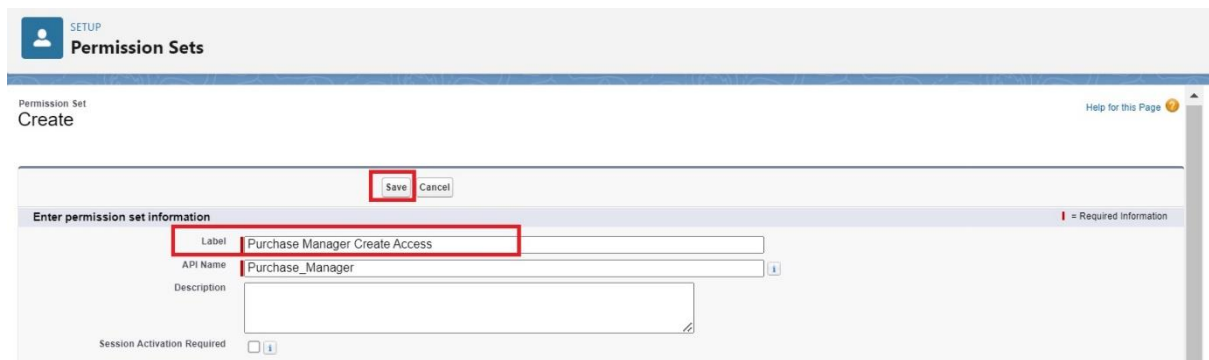 SETUP
Permission Sets
Permission Set
Create
Help for this Page ?
Save Cancel
Enter permission set information
= Required Information
Label Purchase Manager Create Access
API Name Purchase_Manager i
Description
Session Activation Required i